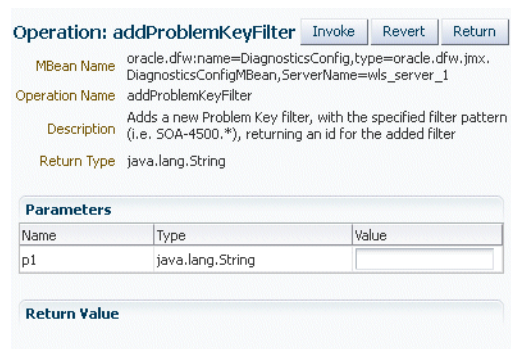 Operation: addProblemKeyFilter Invoke Revert Return
MBean Name oracle.dfw:name=DiagnosticsConfig,type=oracle.dfw.jmx.
DiagnosticsConfigMBean,ServerName=wls_server_1
Operation Name addProblemKeyFilter
Description Adds a new Problem Key filter, with the specified filter pattern
(i.e. SOA-4500.*), returning an id for the added filter
Return Type java.lang.String
Parameters
Name Type Value
p1 java.lang.String
Return Value